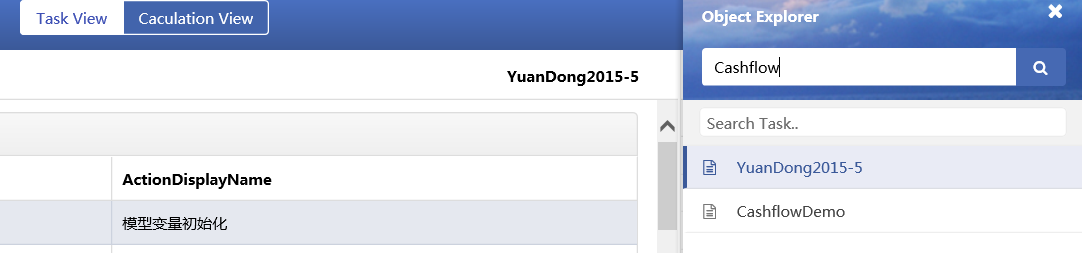 Task View
Caculation View
YuanDong2015-5
ActionDisplayName
模型变量初始化
Object Explorer
Cashflow
Search Task..
YuanDong2015-5
CashflowDemo